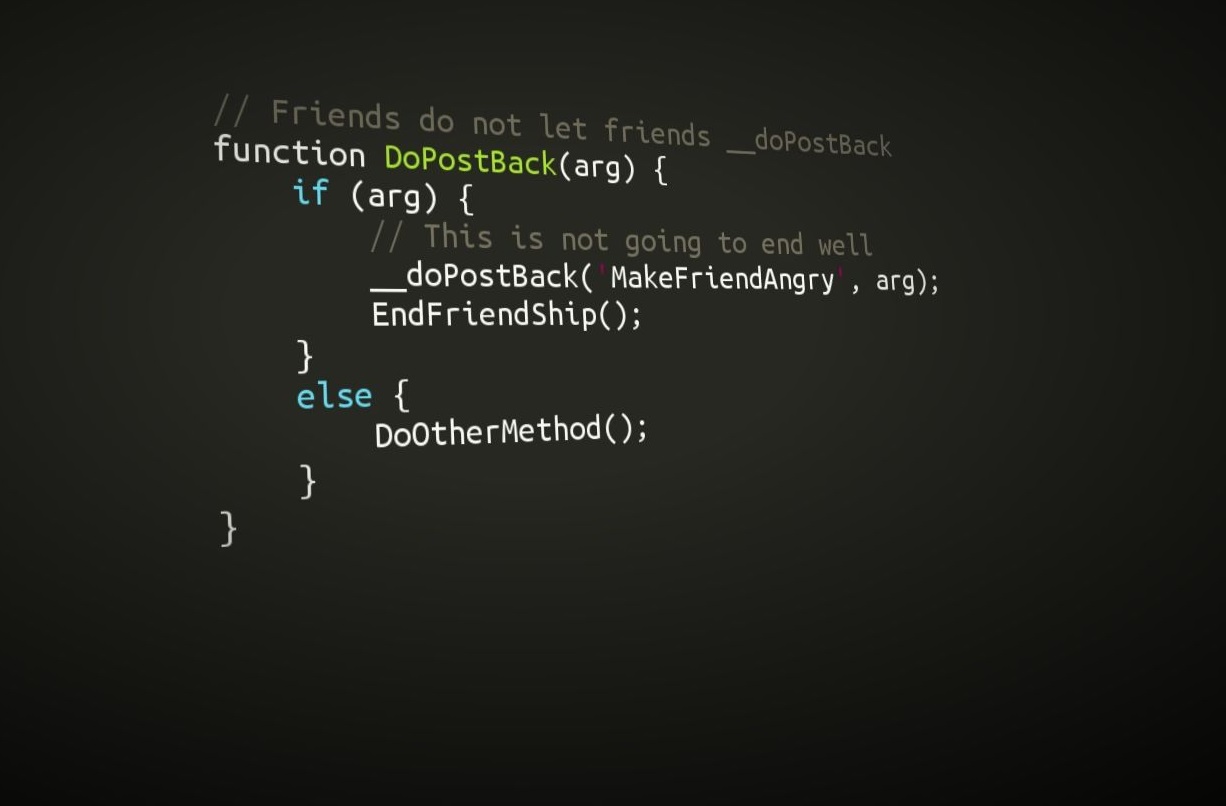 // Friends do not let friends __doPostBack
function DoPostBack(arg) {
if (arg) {
// This is not going to end well
__doPostBack('MakeFriendAngry', arg);
EndFriendShip();
}
else {
DoOtherMethod();
}
}